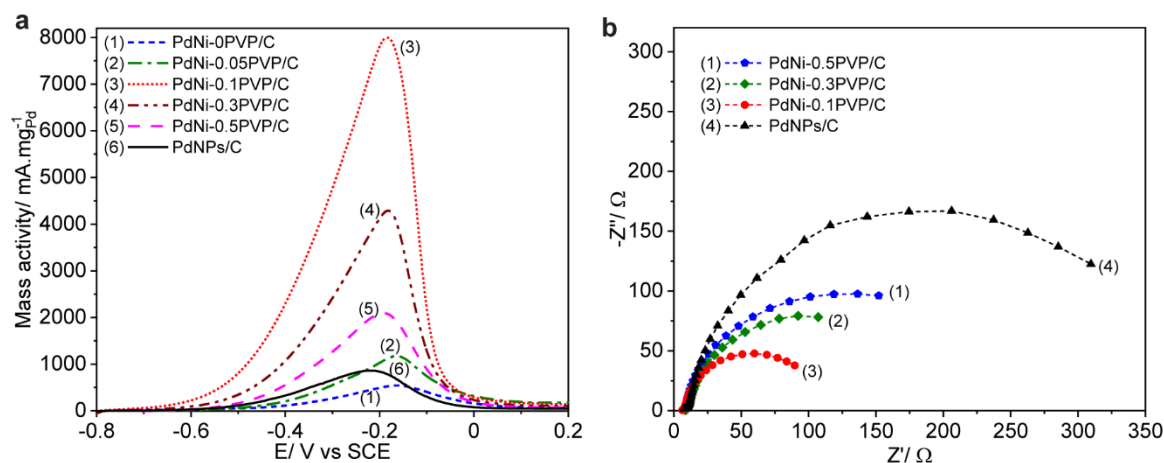 a
(1) PdNi-0PVP/C
(2) PdNi-0.05PVP/C
(3) PdNi-0.1PVP/C
(4) PdNi-0.3PVP/C
(5) PdNi-0.5PVP/C
(6) PdNPs/C
(3)
(4)
(5)
(2)
(6)
(1)
Mass activity/ mA.mg⁻¹Pd
8000
7000
6000
5000
4000
3000
2000
1000
0
-0.8 -0.6 -0.4 -0.2 0 0.2
E/ V vs SCE
b
(1) PdNi-0.5PVP/C
(2) PdNi-0.3PVP/C
(3) PdNi-0.1PVP/C
(4) PdNPs/C
(4)
(1)
(2)
(3)
-Z''/ Ω
300
250
200
150
100
50
0
0 50 100 150 200 250 300 350
Z'/ Ω